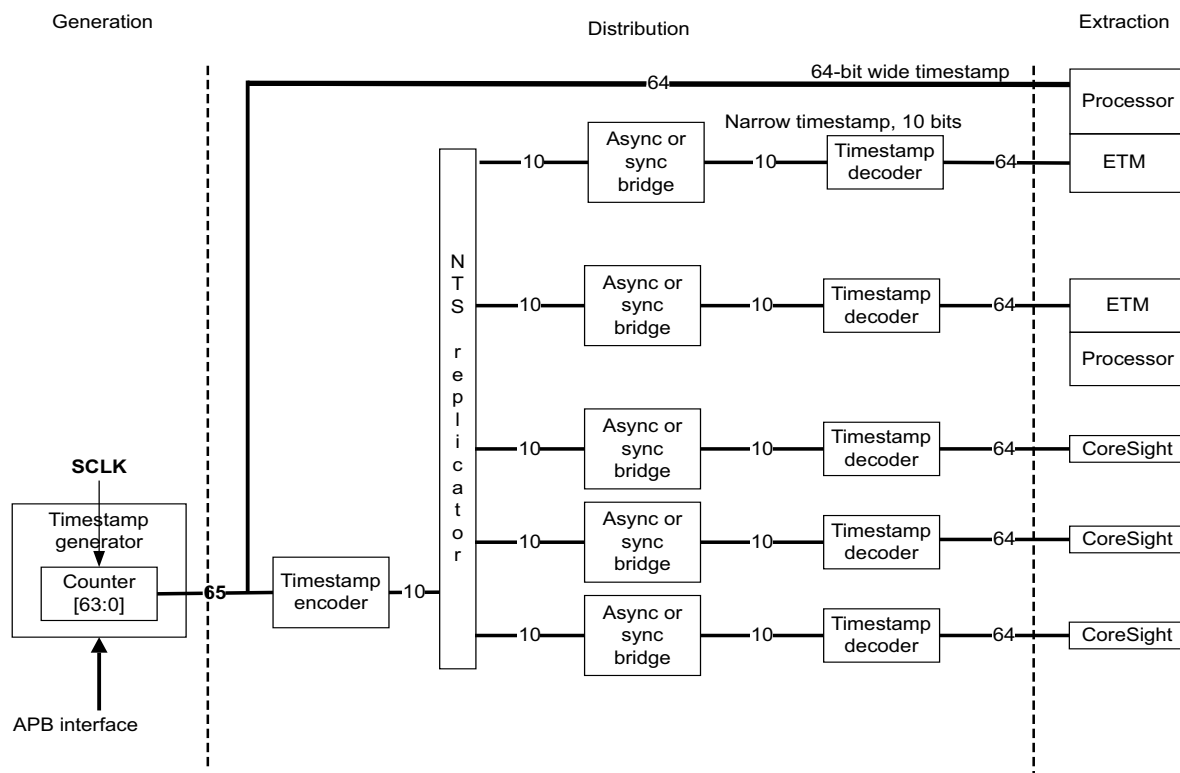 Generation
Distribution
Extraction
64-bit wide timestamp
64
Processor
Narrow timestamp, 10 bits
10
Async or
sync
bridge
10
Timestamp
decoder
64
ETM
NTS replicator
10
Async or
sync
bridge
10
Timestamp
decoder
64
ETM
Processor
10
Async or
sync
bridge
10
Timestamp
decoder
64
CoreSight
SCLK
Timestamp
generator
Counter
[63:0]
65
Timestamp
encoder
10
10
Async or
sync
bridge
10
Timestamp
decoder
64
CoreSight
10
Async or
sync
bridge
10
Timestamp
decoder
64
CoreSight
APB interface